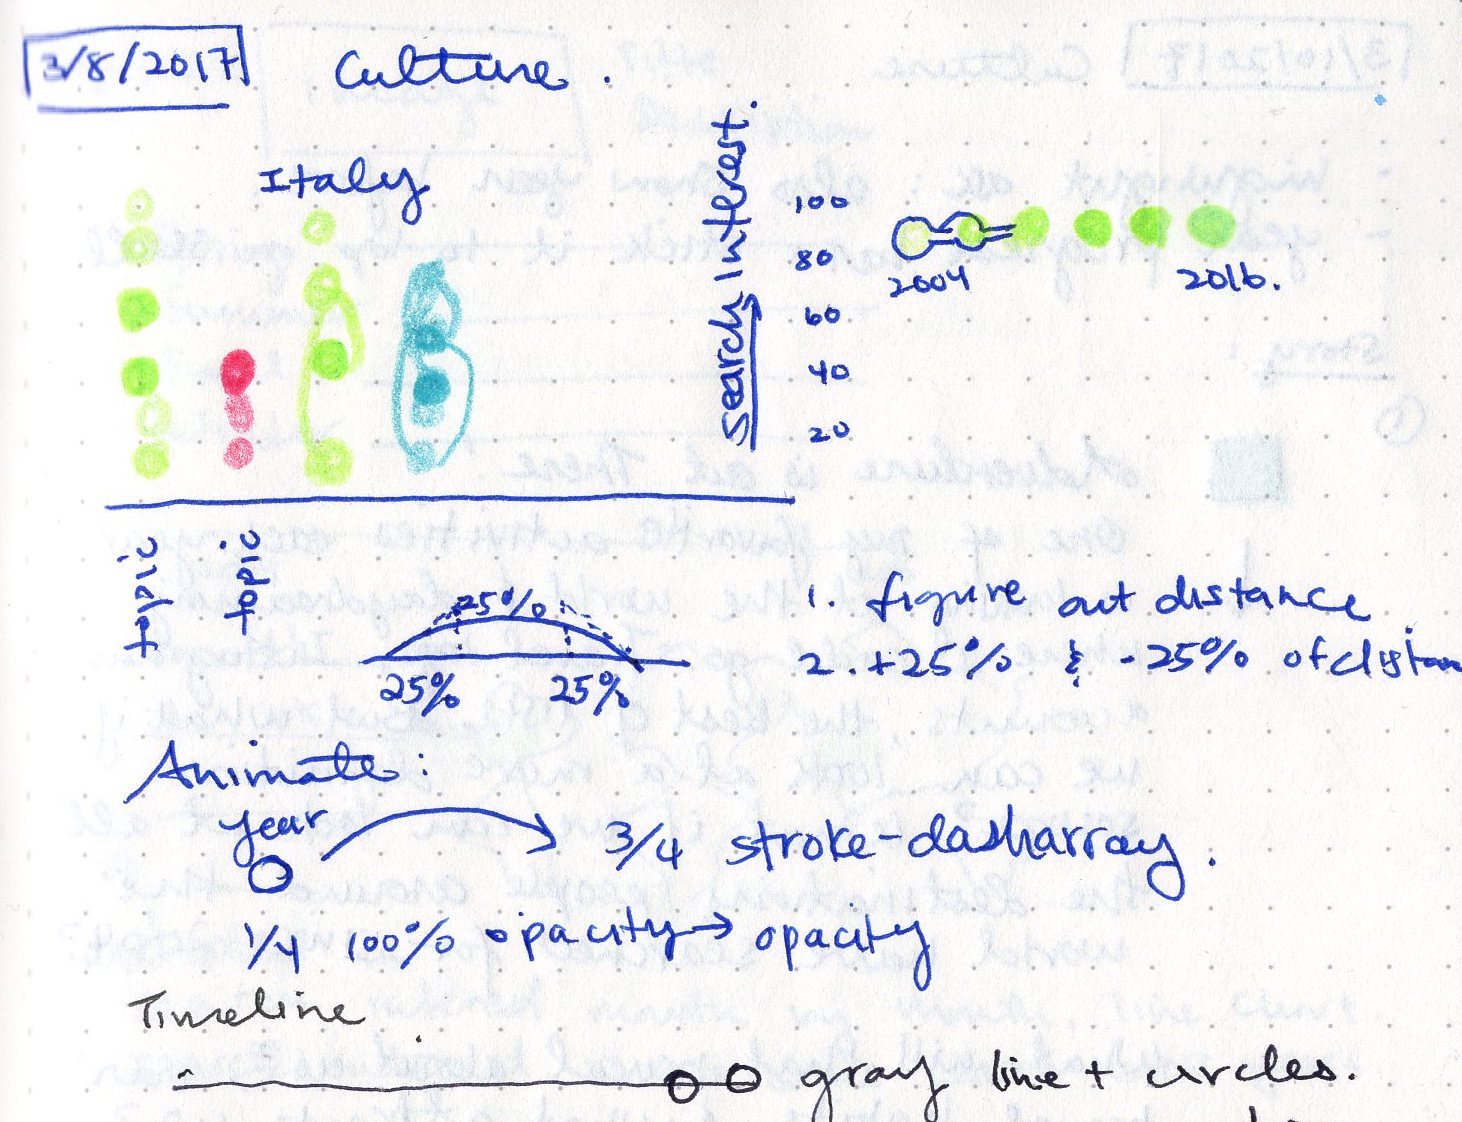 3/8/2017 Culture.
Italy
Search Interest.
100
80
60
40
20
2004 2016.
topic topic
25%
25% 25%
1. figure out distance
2. +25% & -25% of distan
Animate:
year
3/4 stroke-dasharray.
1/4 100% opacity → opacity
Timeline
gray line + circles.